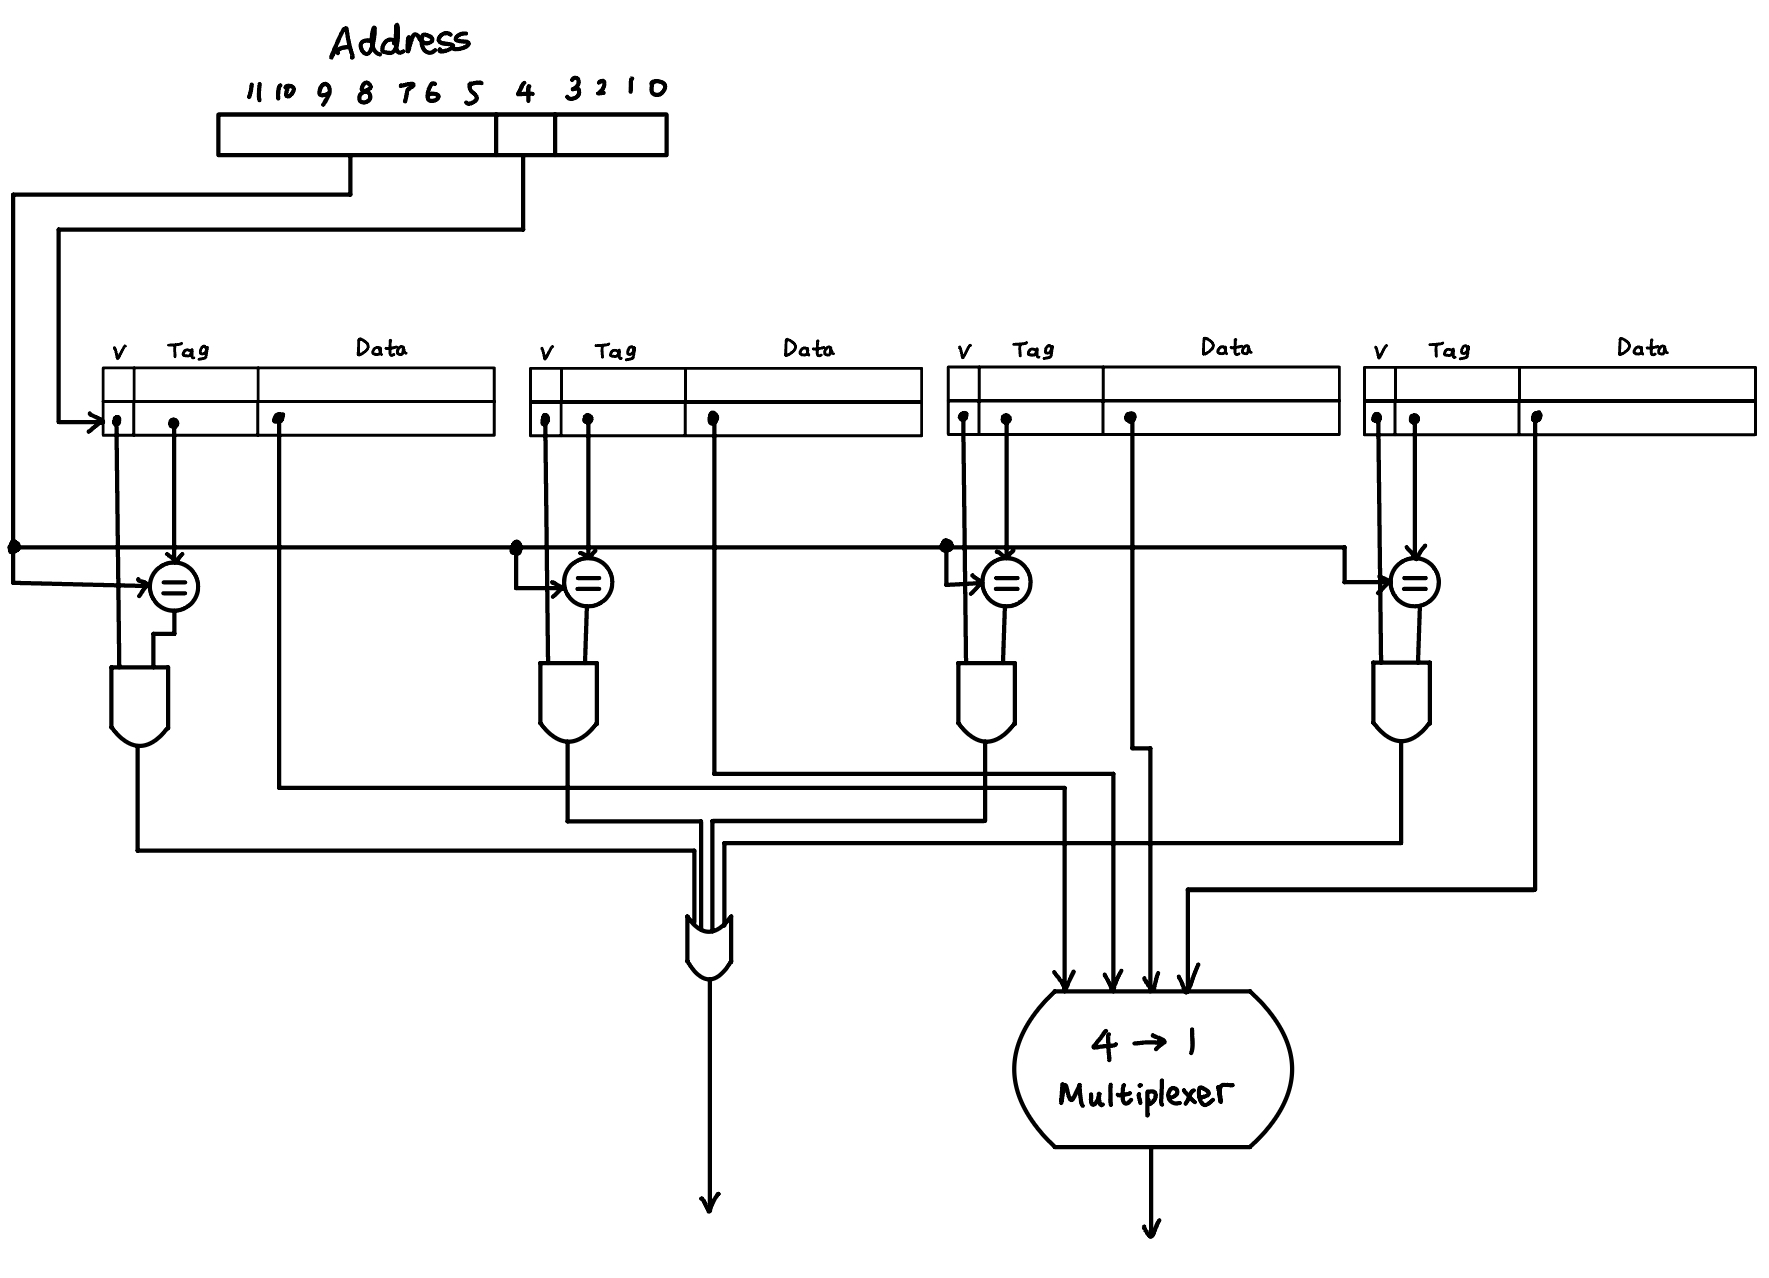 Address
11 10 9 8 7 6 5 4 3 2 1 0
V Tag Data V Tag Data V Tag Data V Tag Data
= = = =
4 → 1
Multiplexer